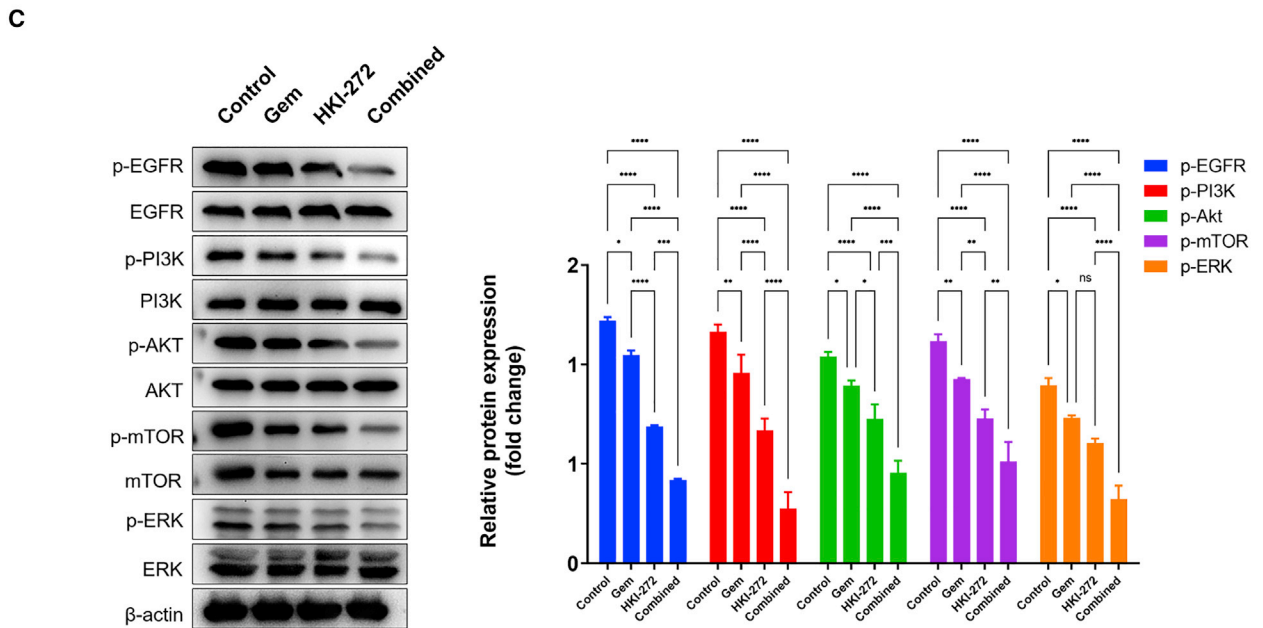 C
Control
Gem
HKI-272
Combined
p-EGFR
EGFR
p-PI3K
PI3K
p-AKT
AKT
p-mTOR
mTOR
p-ERK
ERK
β-actin
Relative protein expression
(fold change)
2
1
1
0
**** **** **** **** ****
**** **** **** **** ****
**** **** **** **** ****
* *** **** **** *** ** ****
**** ** **** * * ** ** * ns
Control Gem HKI-272 Combined
Control Gem HKI-272 Combined
Control Gem HKI-272 Combined
Control Gem HKI-272 Combined
Control Gem HKI-272 Combined
p-EGFR
p-PI3K
p-Akt
p-mTOR
p-ERK